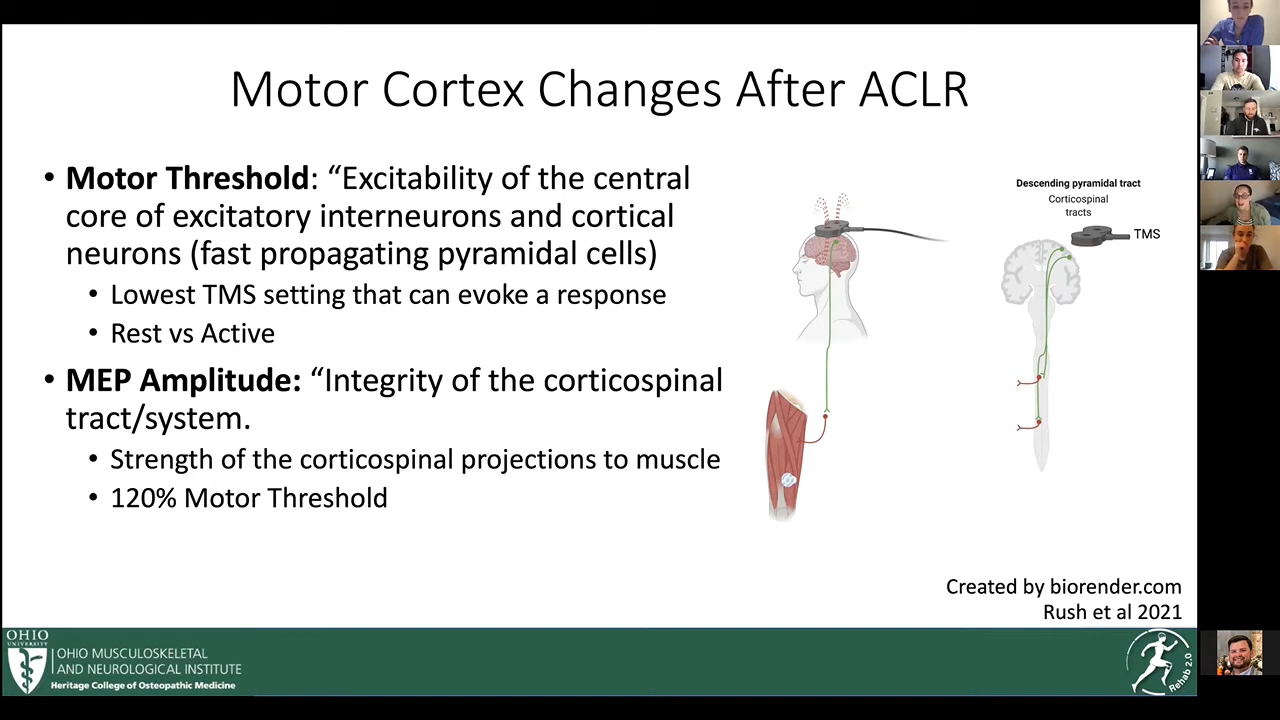 Motor Cortex Changes After ACLR
• Motor Threshold: “Excitability of the central
core of excitatory interneurons and cortical
neurons (fast propagating pyramidal cells)
• Lowest TMS setting that can evoke a response
• Rest vs Active
• MEP Amplitude: “Integrity of the corticospinal
tract/system.
• Strength of the corticospinal projections to muscle
• 120% Motor Threshold
Descending pyramidal tract
Corticospinal
tracts
TMS
Created by biorender.com
Rush et al 2021
OHIO
UNIVERSITY
OHIO MUSCULOSKELETAL
AND NEUROLOGICAL INSTITUTE
Heritage College of Osteopathic Medicine
Rehab 2.0